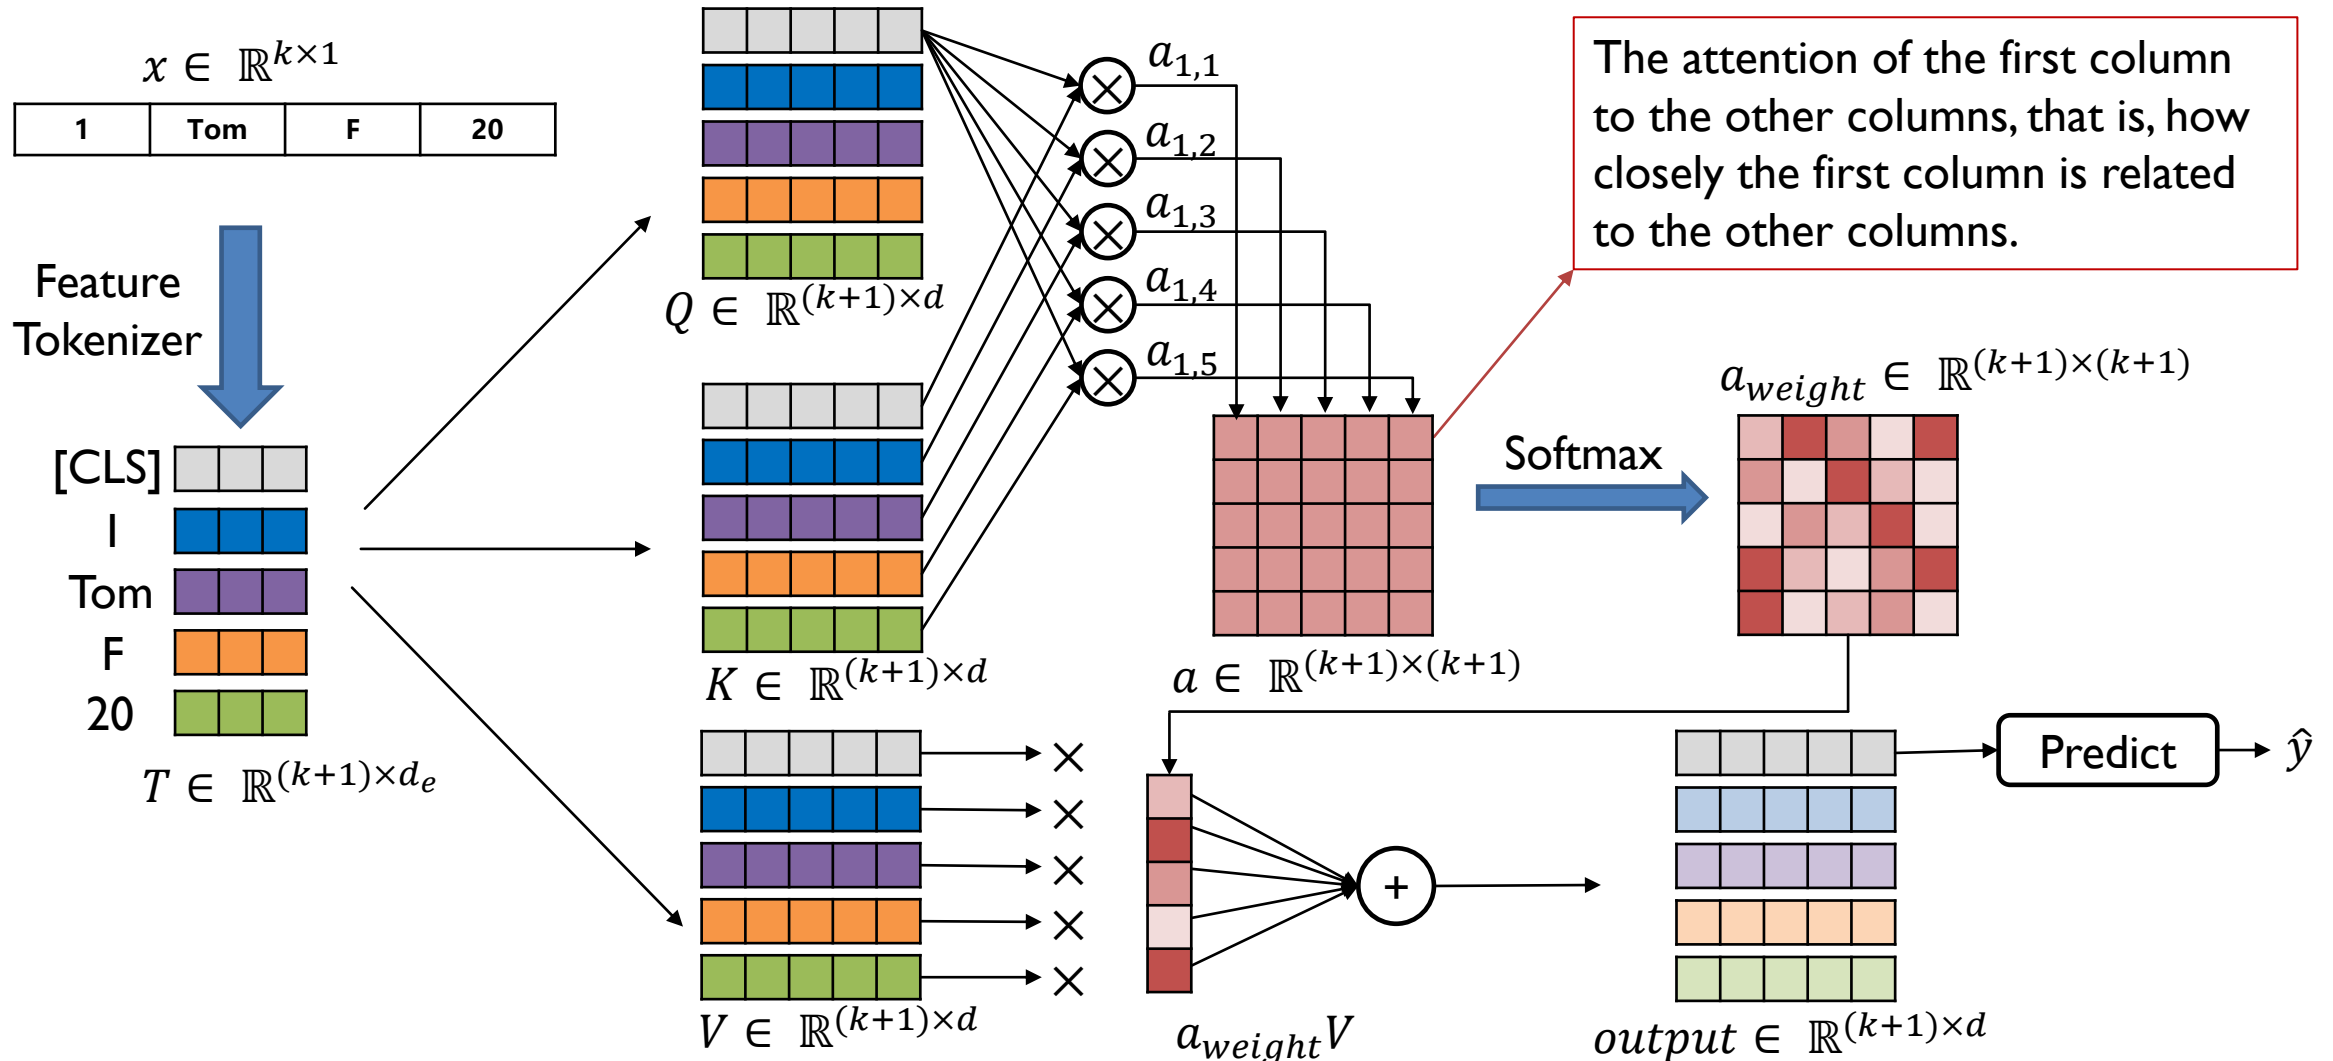 x ∈ ℝ^{k×1}
1 Tom F 20
Feature
Tokenizer
[CLS]
I
Tom
F
20
T ∈ ℝ^{(k+1)×d_e}
Q ∈ ℝ^{(k+1)×d}
K ∈ ℝ^{(k+1)×d}
V ∈ ℝ^{(k+1)×d}
a_{1,1}
a_{1,2}
a_{1,3}
a_{1,4}
a_{1,5}
a ∈ ℝ^{(k+1)×(k+1)}
The attention of the first column
to the other columns, that is, how
closely the first column is related
to the other columns.
Softmax
a_{weight} ∈ ℝ^{(k+1)×(k+1)}
a_{weight}V
+
output ∈ ℝ^{(k+1)×d}
Predict
ŷ